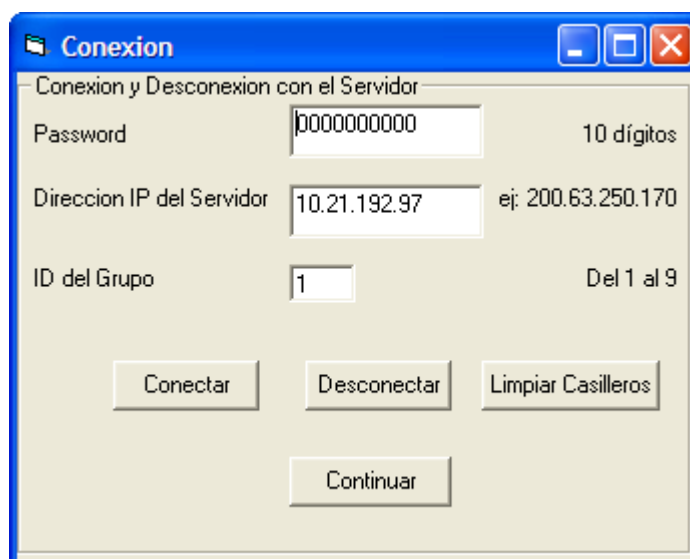 Conexion
Conexion y Desconexion con el Servidor
Password 0000000000 10 dígitos
Direccion IP del Servidor 10.21.192.97 ej: 200.63.250.170
ID del Grupo 1 Del 1 al 9
Conectar Desconectar Limpiar Casilleros
Continuar